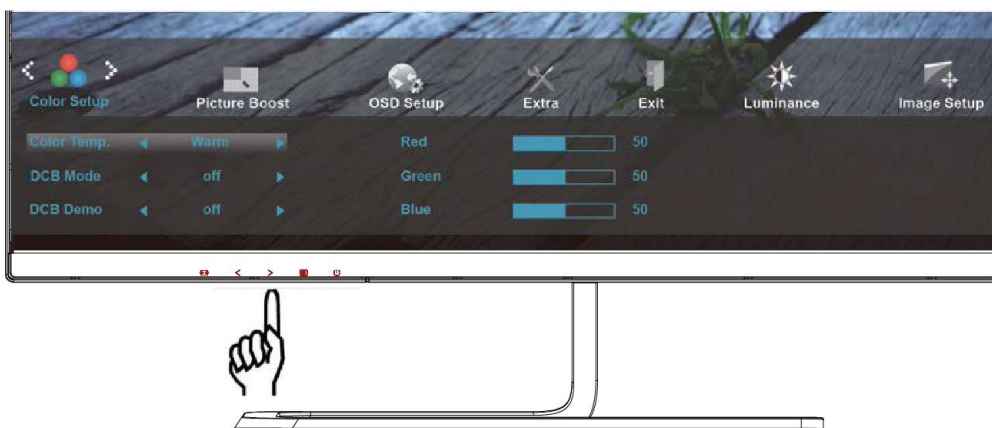 Color Setup Picture Boost OSD Setup Extra Exit Luminance Image Setup
Color Temp. Warm Red 50
DCB Mode off Green 50
DCB Demo off Blue 50